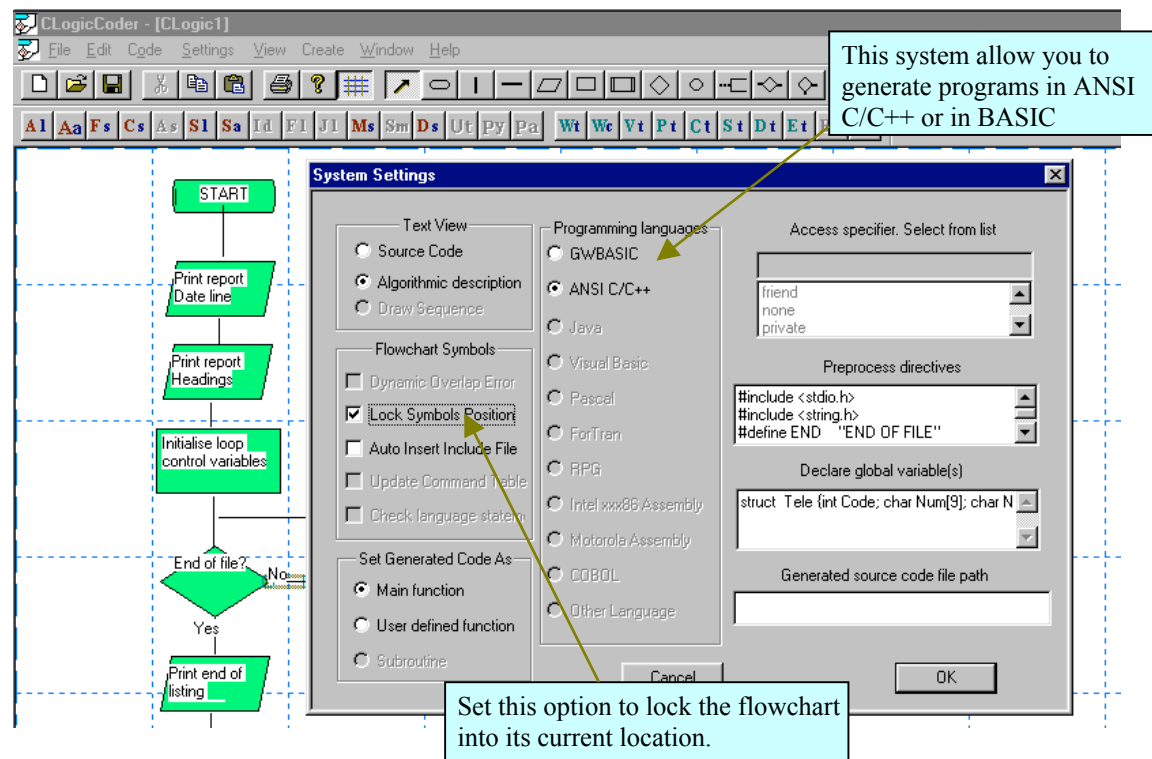 CLogicCoder - [CLogic1]
File Edit Code Settings View Create Window Help
This system allow you to
generate programs in ANSI
C/C++ or in BASIC
Al Aa Fs Cs As Sl Sa Id Fl Jl Ms Sm Ds Ut Py Pa Wt Wc Vt Pt Ct St Dt Et
START
Print report
Date line
Print report
Headings
Initialise loop
control variables
End of file?
No
Yes
Print end of
listing
System Settings
Text View
Source Code
Algorithmic description
Draw Sequence
Flowchart Symbols
Dynamic Overlap Error
Lock Symbols Position
Auto Insert Include File
Update Command Table
Check language statem
Set Generated Code As
Main function
User defined function
Subroutine
Programming languages
GWBASIC
ANSI C/C++
Java
Visual Basic
Pascal
ForTran
RPG
Intel xxx86 Assembly
Motorola Assembly
COBOL
Other Language
Access specifier. Select from list
friend
none
private
Preprocess directives
#include <stdio.h>
#include <string.h>
#define END "END OF FILE"
Declare global variable(s)
struct Tele {int Code; char Num[9]; char N
Generated source code file path
Cancel
OK
Set this option to lock the flowchart
into its current location.